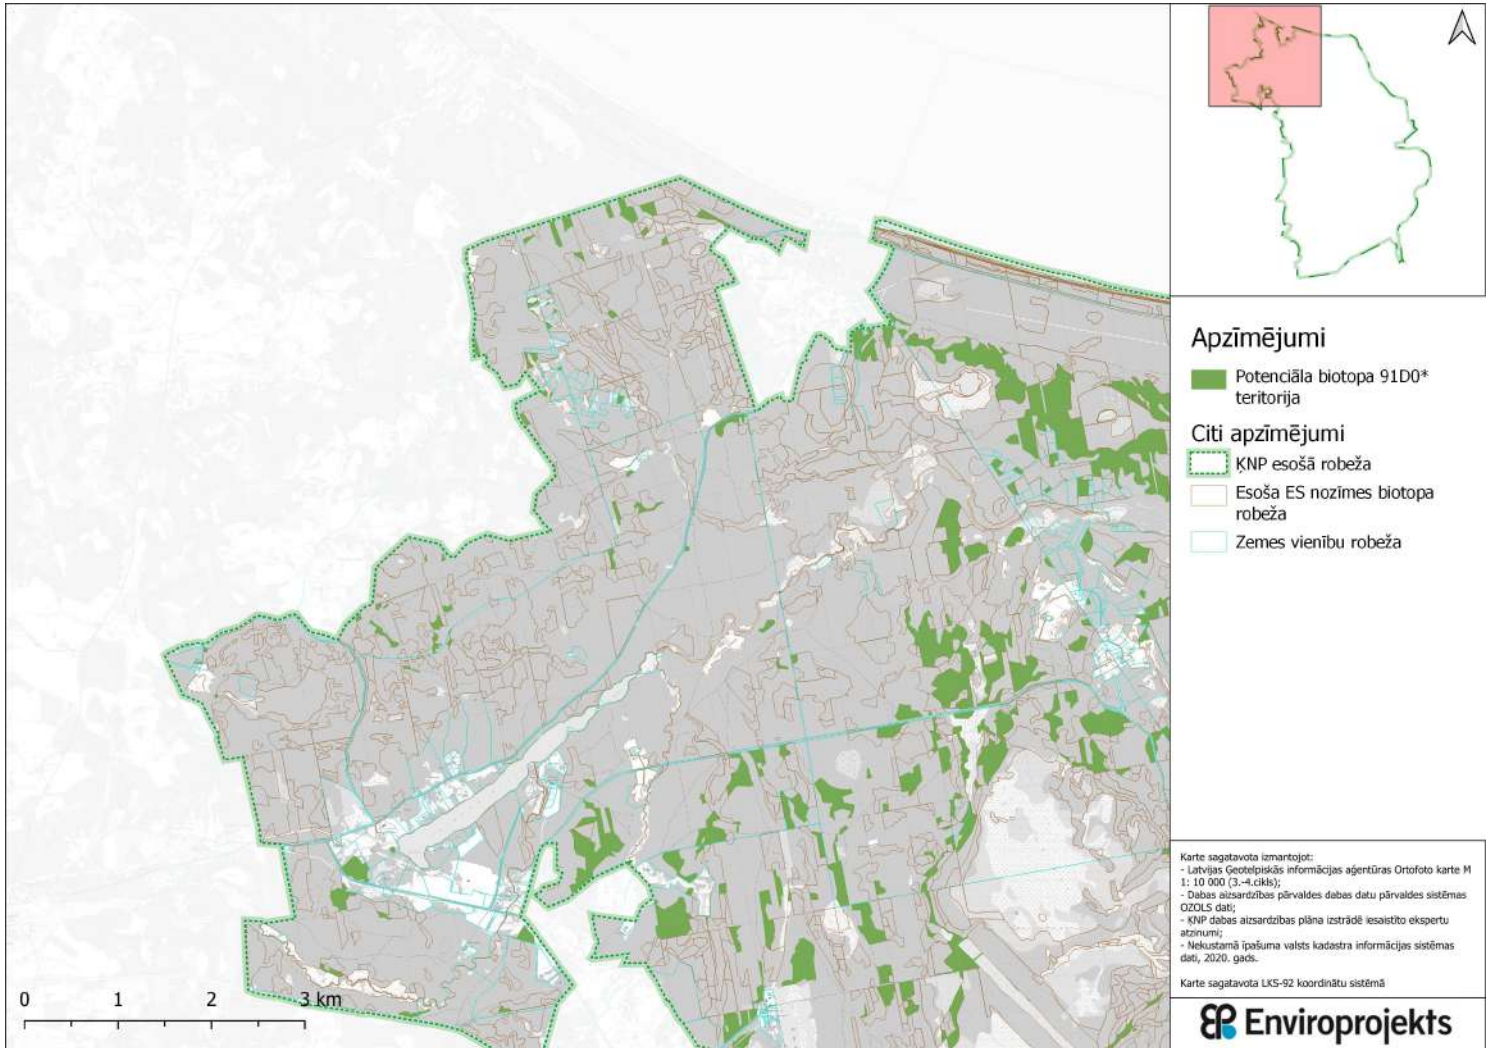 Apzīmējumi
Potenciāla biotopa 91D0*
teritorija
Citi apzīmējumi
ĶNP esošā robeža
Esoša ES nozīmes biotopa
robeža
Zemes vienību robeža
Karte sagatavota izmantojot:
- Latvijas Ģeotelpiskās informācijas aģentūras Ortofoto karte M
1: 10 000 (3.-4.cikls);
- Dabas aizsardzības pārvaldes dabas datu pārvaldes sistēmas
OZOLS dati;
- ĶNP dabas aizsardzības plāna izstrādē iesaistīto ekspertu
atzinumi;
- Nekustamā īpašuma valsts kadastra informācijas sistēmas
dati, 2020. gads.
Karte sagatavota LKS-92 koordinātu sistēmā
0 1 2 3 km
Enviroprojekts